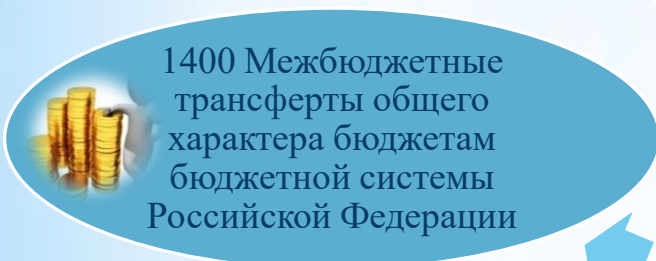 1400 Межбюджетные
трансферты общего
характера бюджетам
бюджетной системы
Российской Федерации